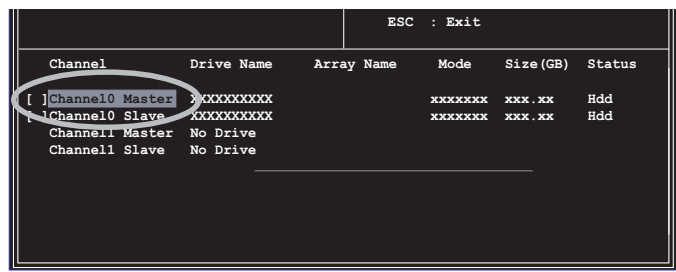 ESC : Exit
Channel Drive Name Array Name Mode Size(GB) Status
[ ]Channel0 Master XXXXXXXXXX xxxxxxx xxx.xx Hdd
[ ]Channel0 Slave XXXXXXXXXX xxxxxxx xxx.xx Hdd
Channel1 Master No Drive
Channel1 Slave No Drive